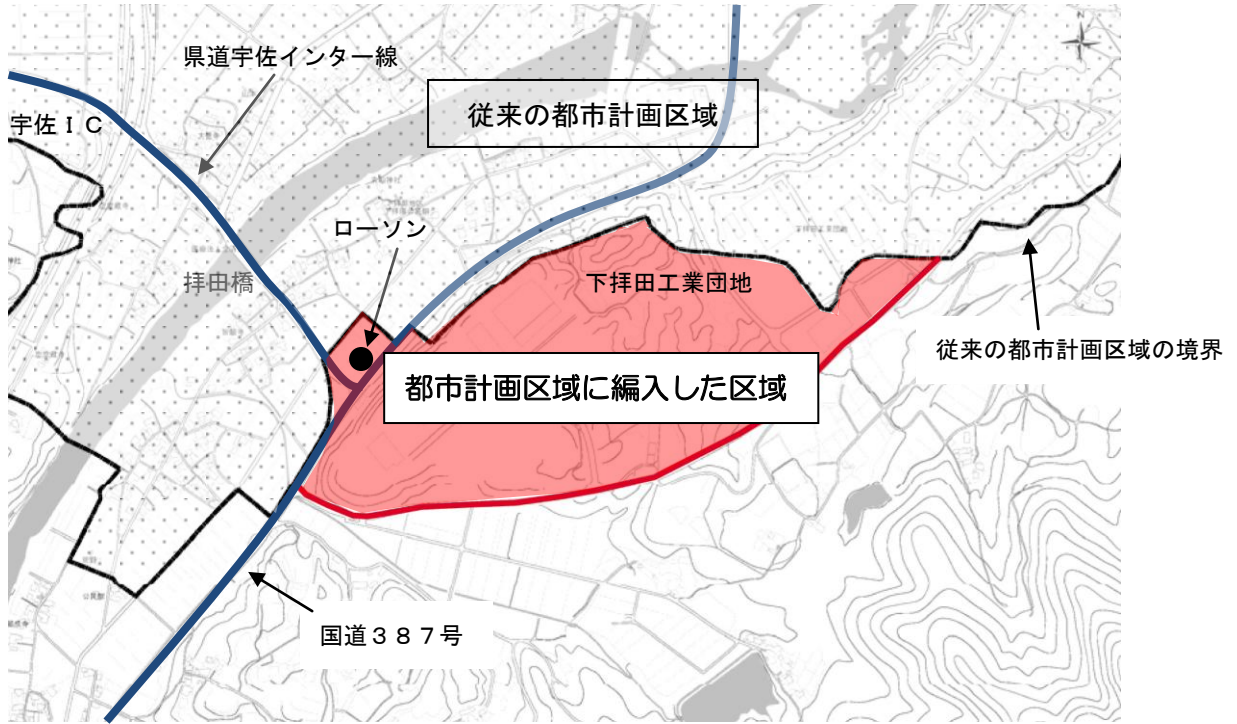 県道宇佐インター線
従来の都市計画区域
宇佐ＩＣ
ローソン
拝田橋
下拝田工業団地
従来の都市計画区域の境界
都市計画区域に編入した区域
国道３８７号